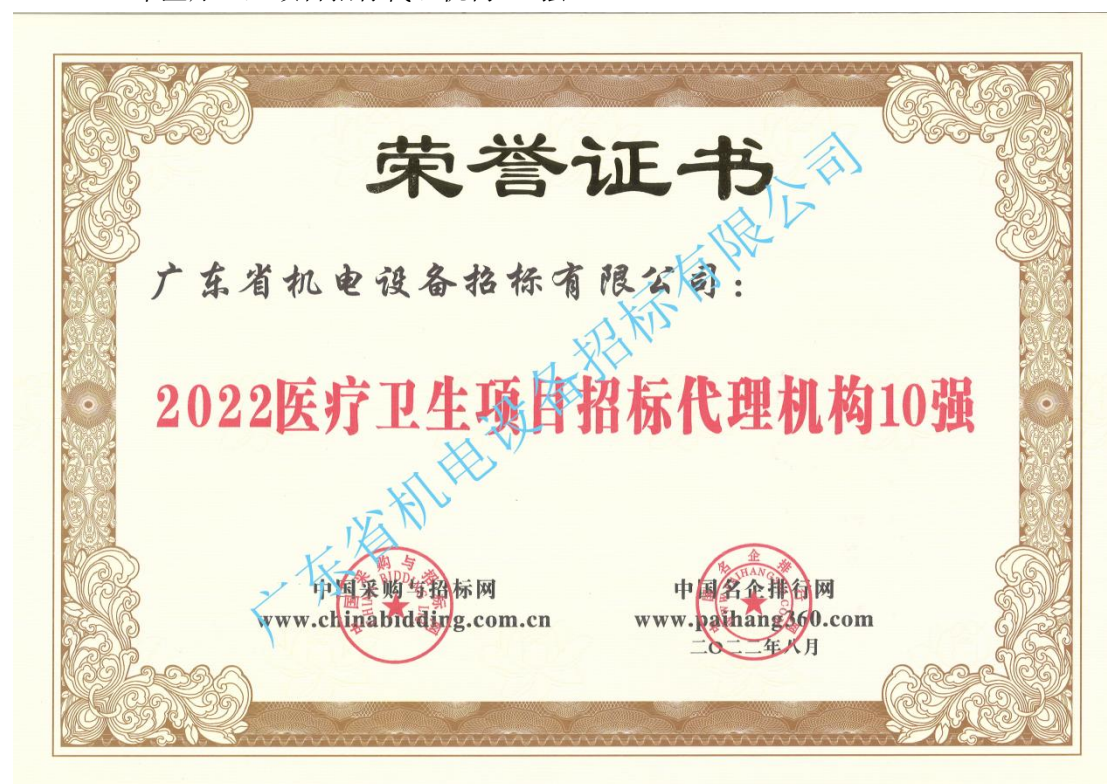 荣誉证书
广东省机电设备招标有限公司：
2022医疗卫生项目招标代理机构10强
广东省机电设备招标有限公司
中国采购与招标网
www.chinabidding.com.cn
中国名企排行网
www.paihang360.com
二〇二二年八月